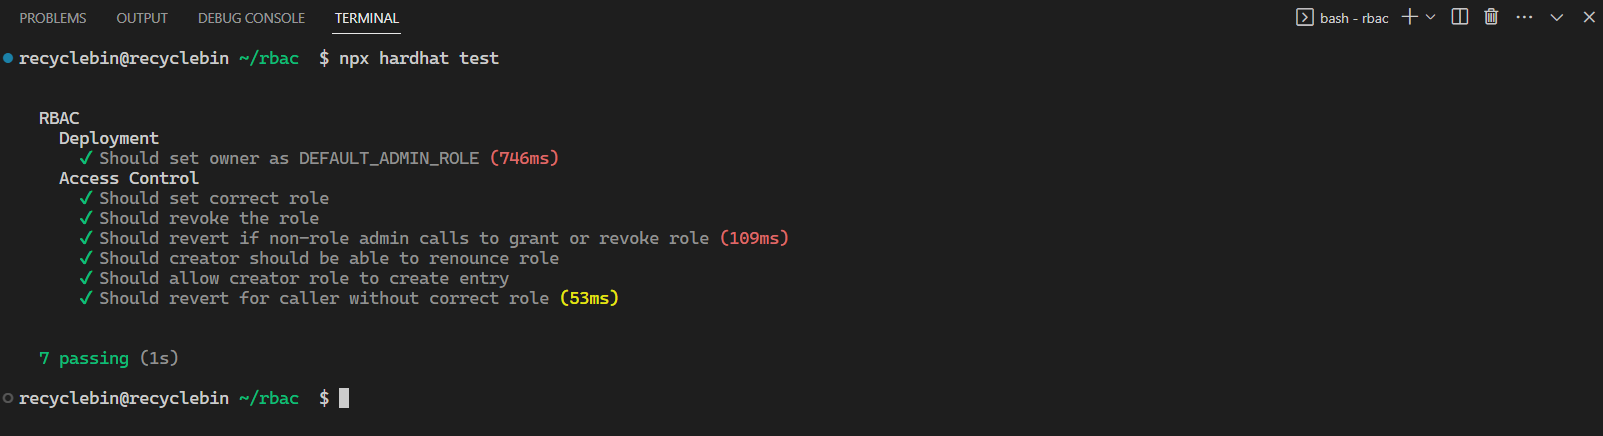 PROBLEMS OUTPUT DEBUG CONSOLE TERMINAL bash - rbac
recyclebin@recyclebin ~/rbac $ npx hardhat test
RBAC
Deployment
✓ Should set owner as DEFAULT_ADMIN_ROLE (746ms)
Access Control
✓ Should set correct role
✓ Should revoke the role
✓ Should revert if non-role admin calls to grant or revoke role (109ms)
✓ Should creator should be able to renounce role
✓ Should allow creator role to create entry
✓ Should revert for caller without correct role (53ms)
7 passing (1s)
recyclebin@recyclebin ~/rbac $